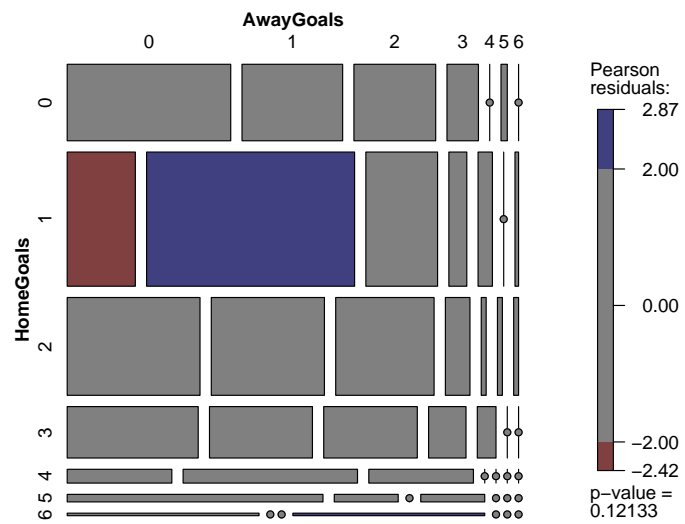 AwayGoals
0 1 2 3 4 5 6
HomeGoals
0
1
2
3
4
5
6
Pearson
residuals:
2.87
2.00
0.00
−2.00
−2.42
p−value =
0.12133